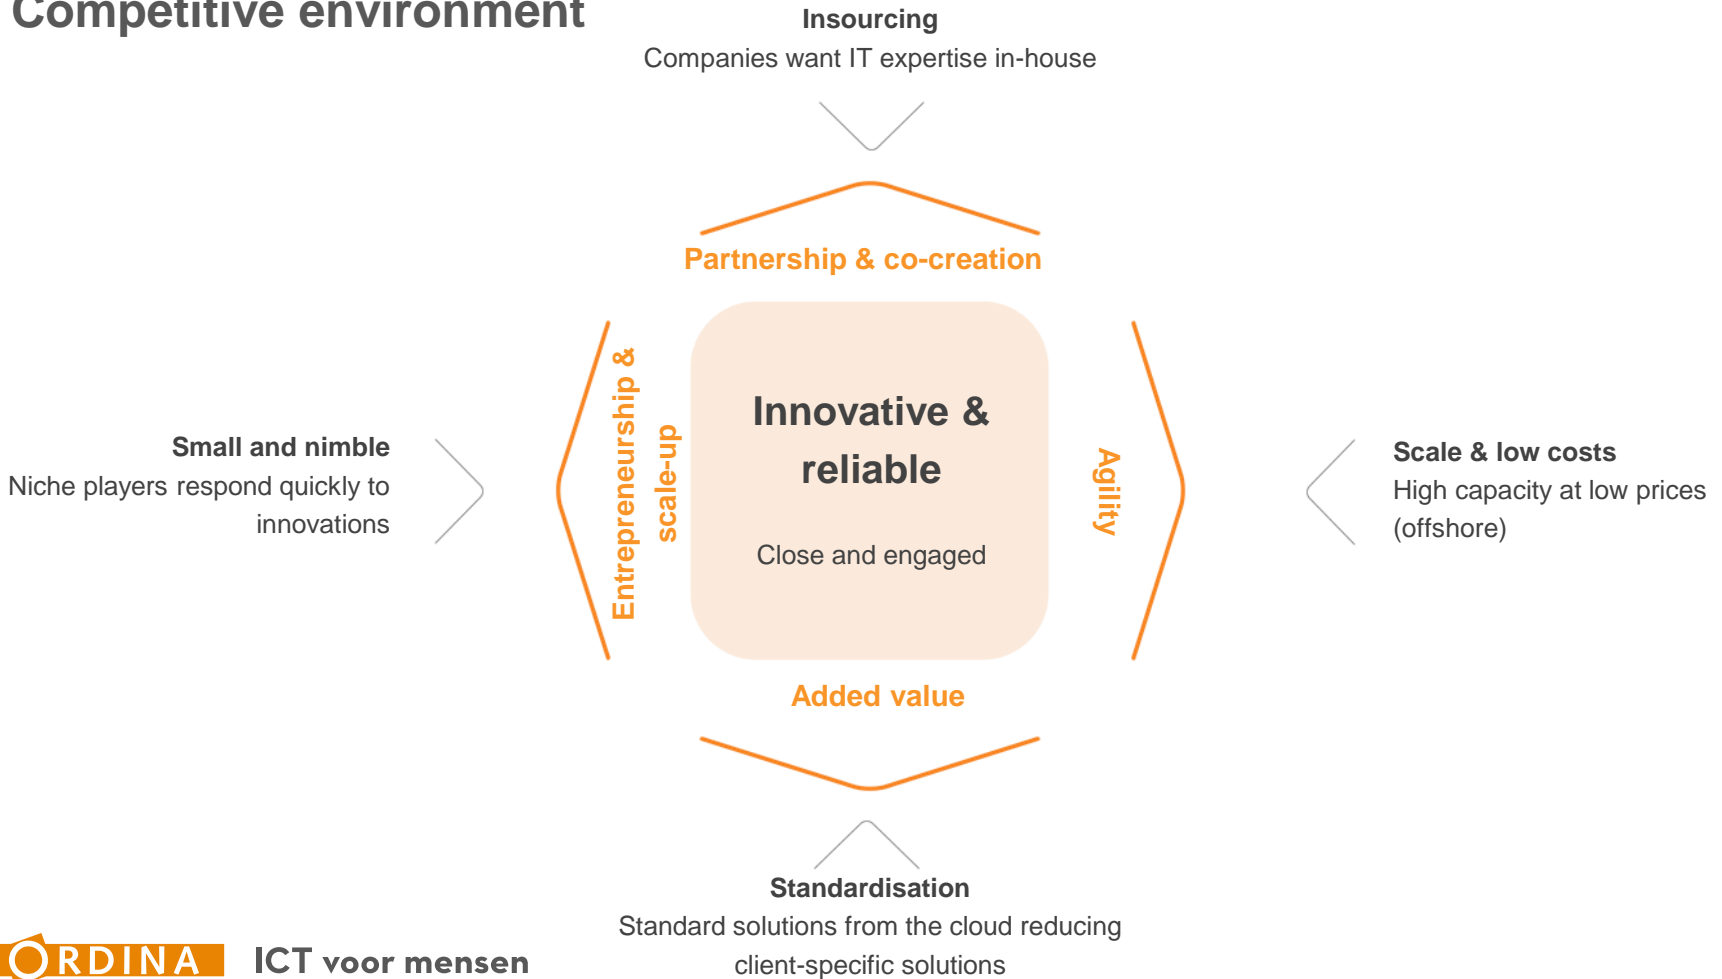 Competitive environment
Insourcing
Companies want IT expertise in-house
Partnership & co-creation
Small and nimble
Niche players respond quickly to
innovations
Entrepreneurship &
scale-up
Innovative &
reliable
Close and engaged
Agility
Scale & low costs
High capacity at low prices
(offshore)
Added value
Standardisation
Standard solutions from the cloud reducing
client-specific solutions
ORDINA
ICT voor mensen